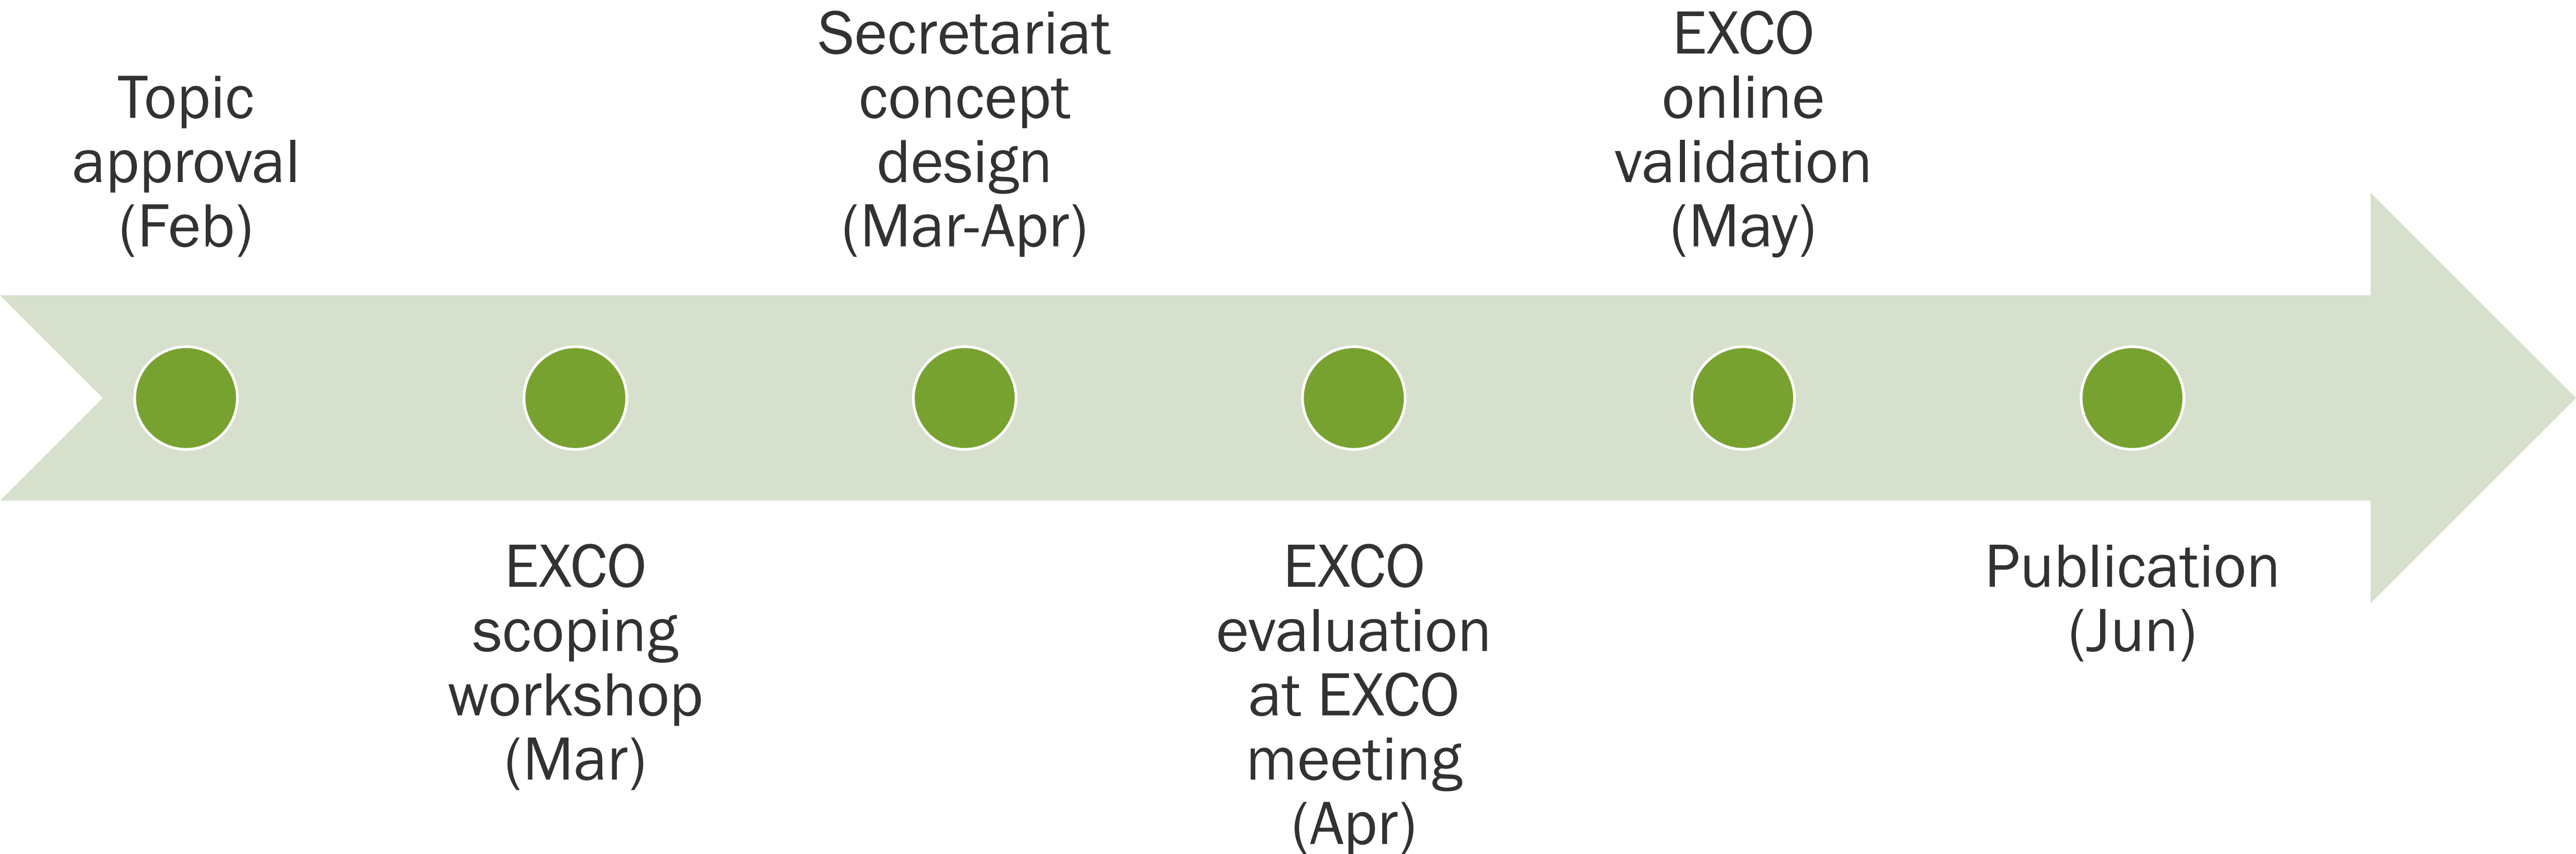 Topic
approval
(Feb)
EXCO
scoping
workshop
(Mar)
Secretariat
concept
design
(Mar-Apr)
EXCO
evaluation
at EXCO
meeting
(Apr)
EXCO
online
validation
(May)
Publication
(Jun)